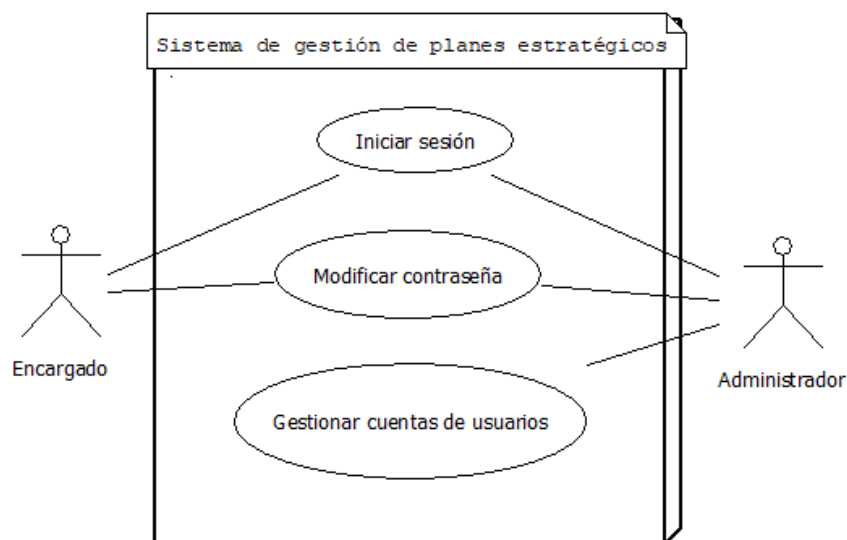 Sistema de gestión de planes estratégicos
Iniciar sesión
Modificar contraseña
Encargado
Administrador
Gestionar cuentas de usuarios